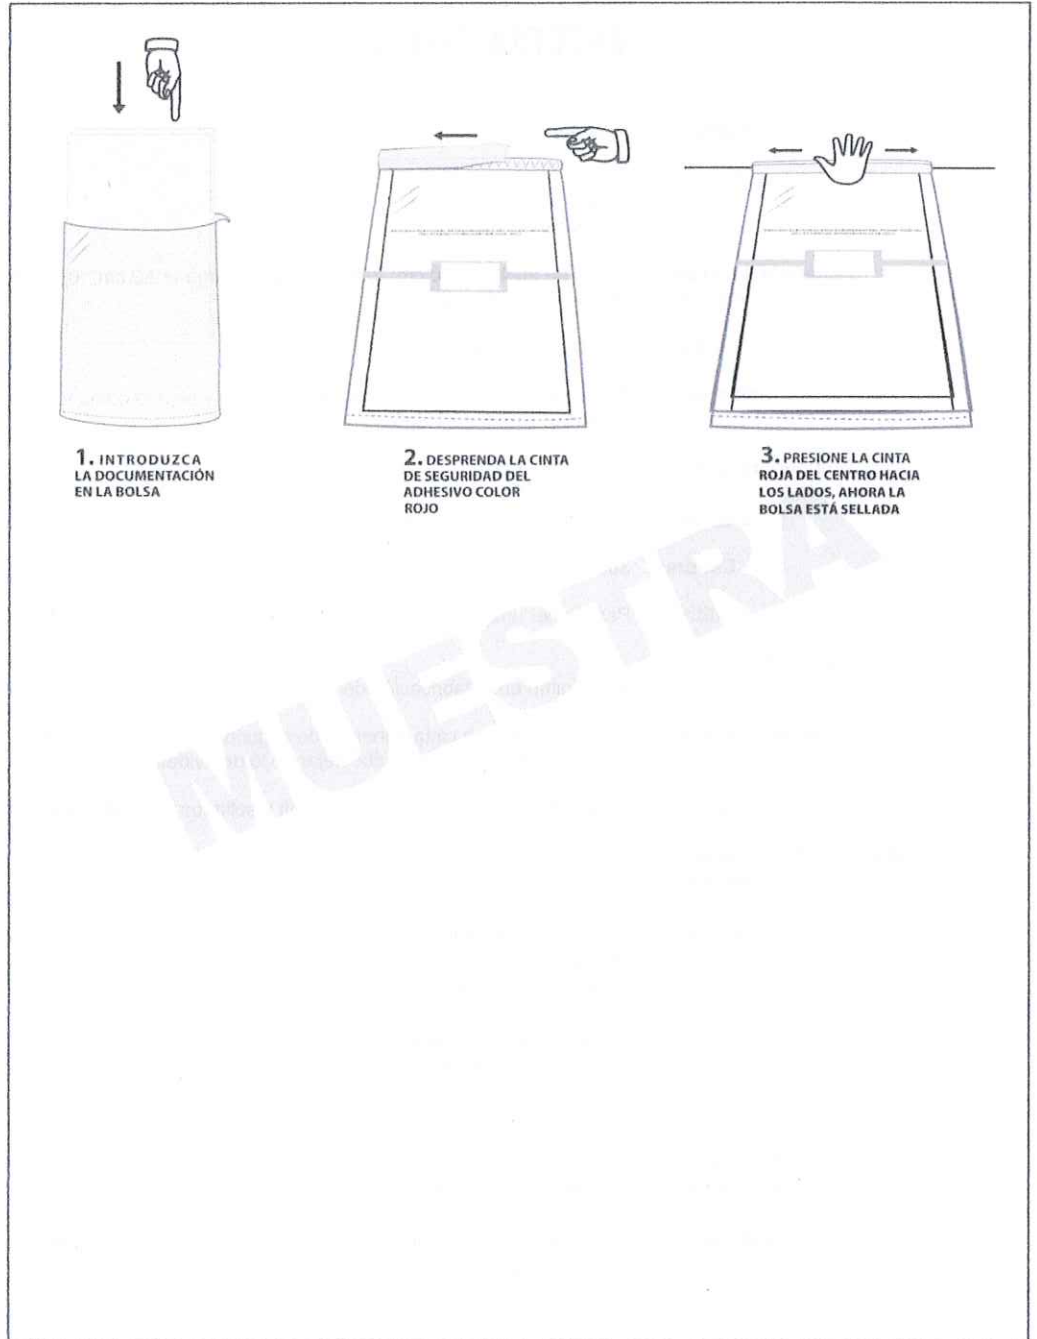 1. INTRODUZCA
LA DOCUMENTACIÓN
EN LA BOLSA
2. DESPRENDA LA CINTA
DE SEGURIDAD DEL
ADHESIVO COLOR
ROJO
3. PRESIONE LA CINTA
ROJA DEL CENTRO HACIA
LOS LADOS, AHORA LA
BOLSA ESTÁ SELLADA
MUESTRA